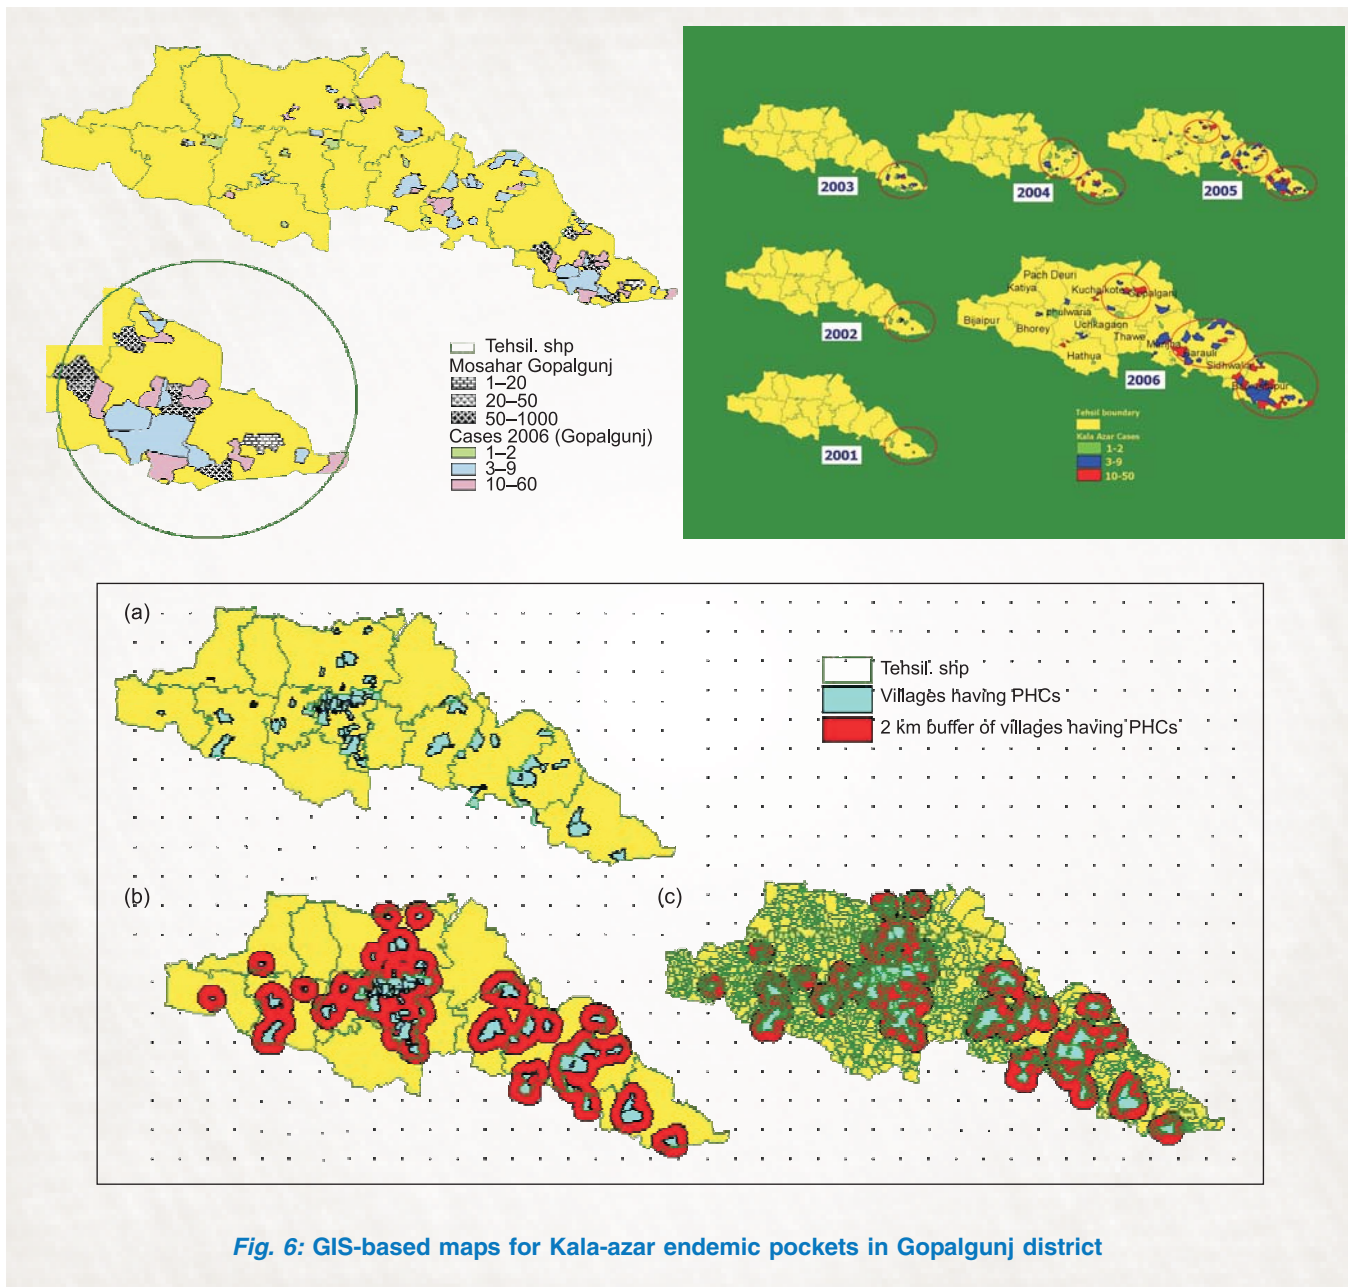 Tehsil. shp
Mosahar Gopalgunj
1–20
20–50
50–1000
Cases 2006 (Gopalgunj)
1–2
3–9
10–60
2003
2004
2005
2002
2001
Pach Deuri
Katiya
Kuchaikote
Gopalganj
Bijaipur
Phulwaria
Bhorey
Uchkagaon
Thawe
Hathua
Manjha
Barauli
Sidhwalia
2006
Tehsil boundary
Kala Azar Cases
1-2
3-9
10-50
(a)
Tehsil. shp
Villages having PHCs
2 km buffer of villages having PHCs
(b)
(c)
Fig. 6: GIS-based maps for Kala-azar endemic pockets in Gopalgunj district